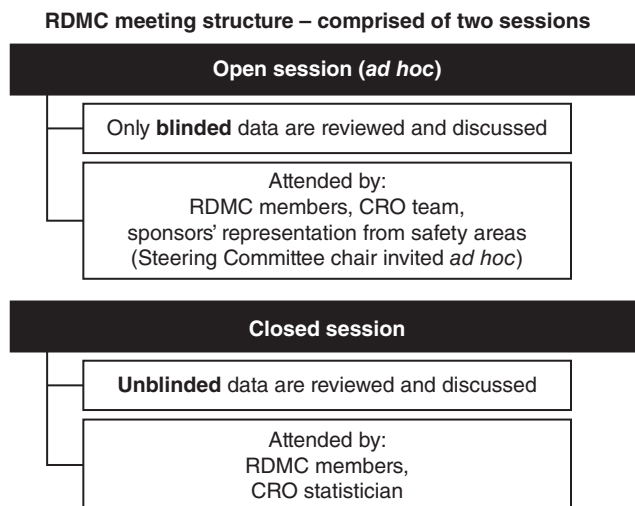 RDMC meeting structure – comprised of two sessions
Open session (ad hoc)
Only blinded data are reviewed and discussed
Attended by:
RDMC members, CRO team,
sponsors' representation from safety areas
(Steering Committee chair invited ad hoc)
Closed session
Unblinded data are reviewed and discussed
Attended by:
RDMC members,
CRO statistician